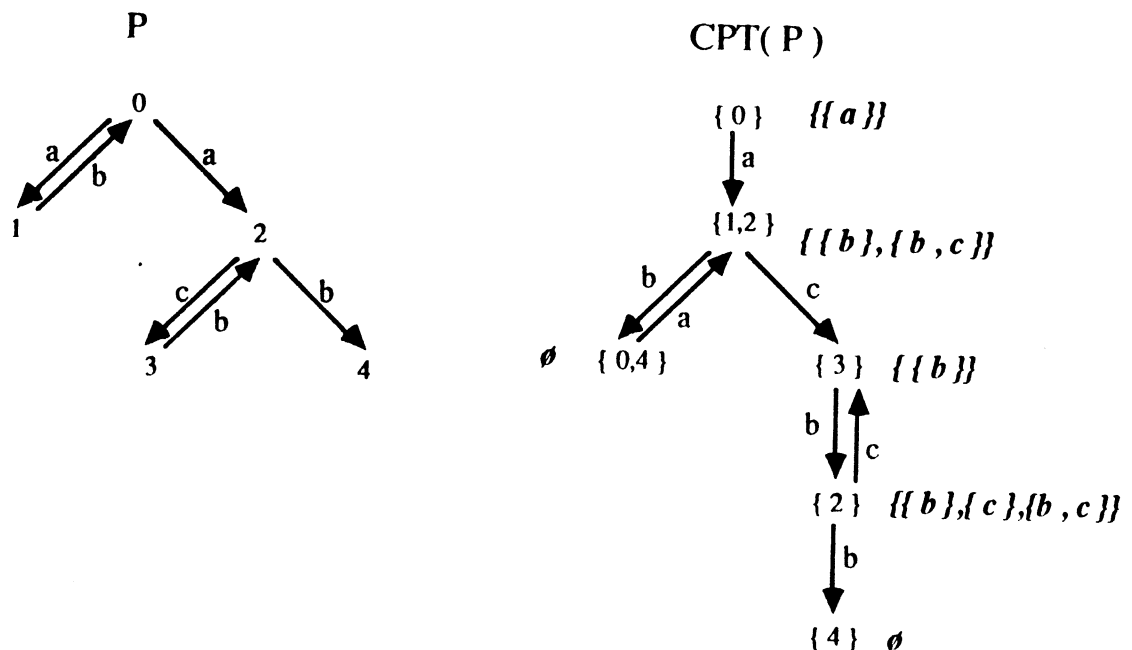 P
CPT( P )
0
{ 0 } {{ a }}
a
b
a
a
1
2
{1,2 } { { b } , { b , c }}
c
b
b
b
a
c
3
4
ø { 0,4 } { 3 } { { b }}
b
c
{ 2 } {{ b },{ c },{b , c }}
b
{ 4 } ø